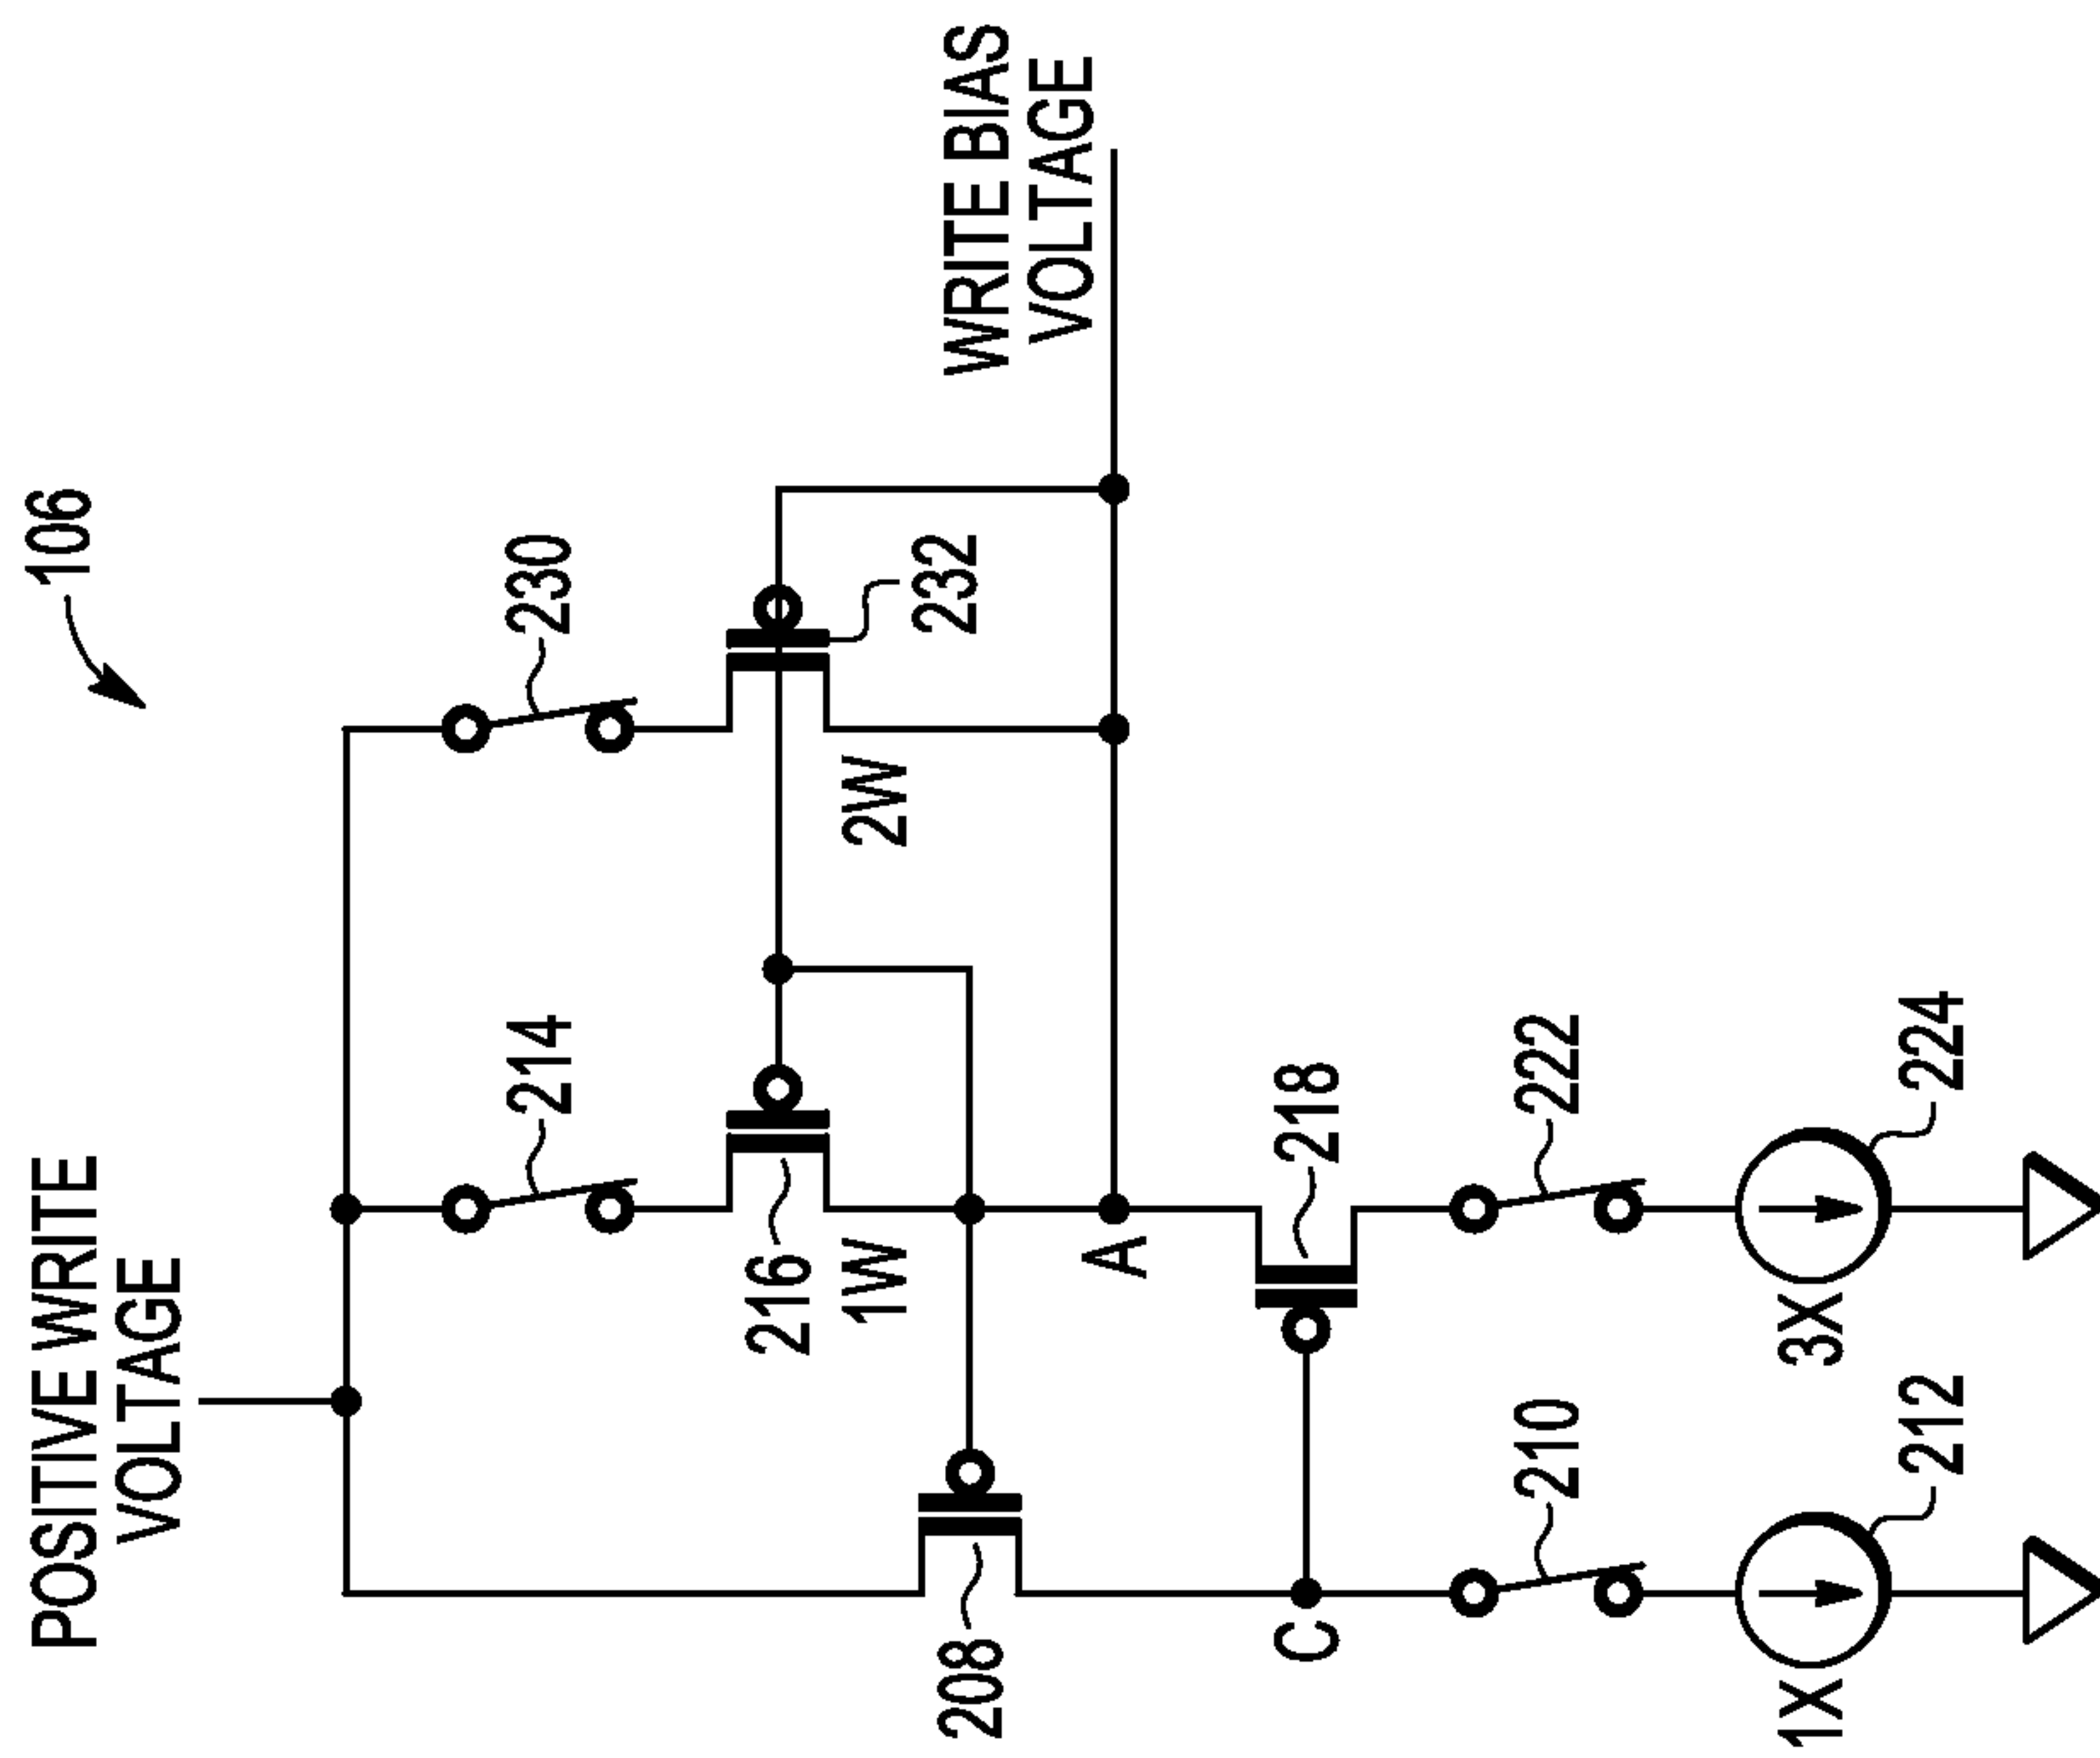 106
POSITIVE WRITE
VOLTAGE
214
230
216
1W
2W
232
WRITE BIAS
VOLTAGE
208
A
C
218
210
222
1X
212
3X
224